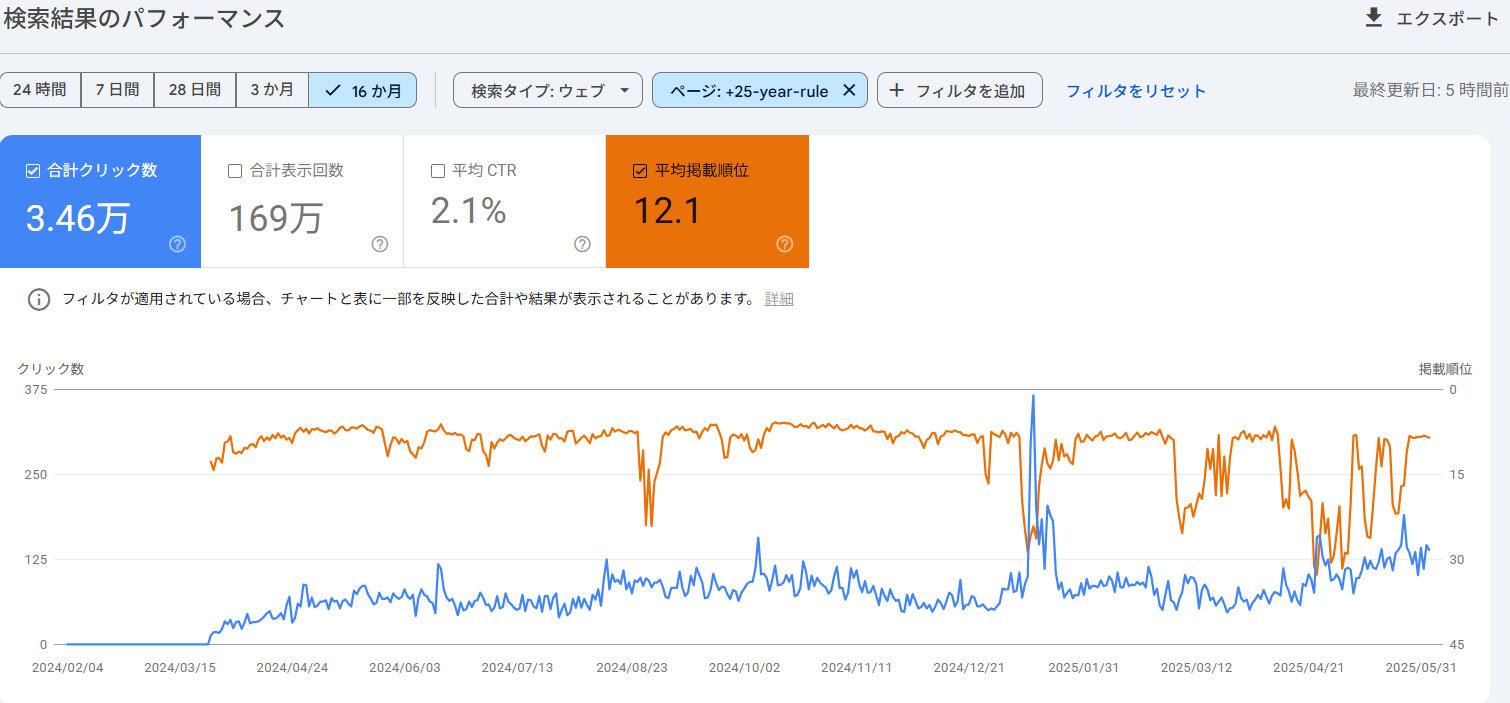 検索結果のパフォーマンス
エクスポート
24 時間 7 日間 28 日間 3 か月 16 か月 検索タイプ: ウェブ ページ: +25-year-rule フィルタを追加 フィルタをリセット 最終更新日: 5 時間前
合計クリック数 合計表示回数 平均 CTR 平均掲載順位
3.46万 169万 2.1% 12.1
フィルタが適用されている場合、チャートと表に一部を反映した合計や結果が表示されることがあります。 詳細
クリック数 掲載順位
375 0
250 15
125 30
0 45
2024/02/04 2024/03/15 2024/04/24 2024/06/03 2024/07/13 2024/08/23 2024/10/02 2024/11/11 2024/12/21 2025/01/31 2025/03/12 2025/04/21 2025/05/31